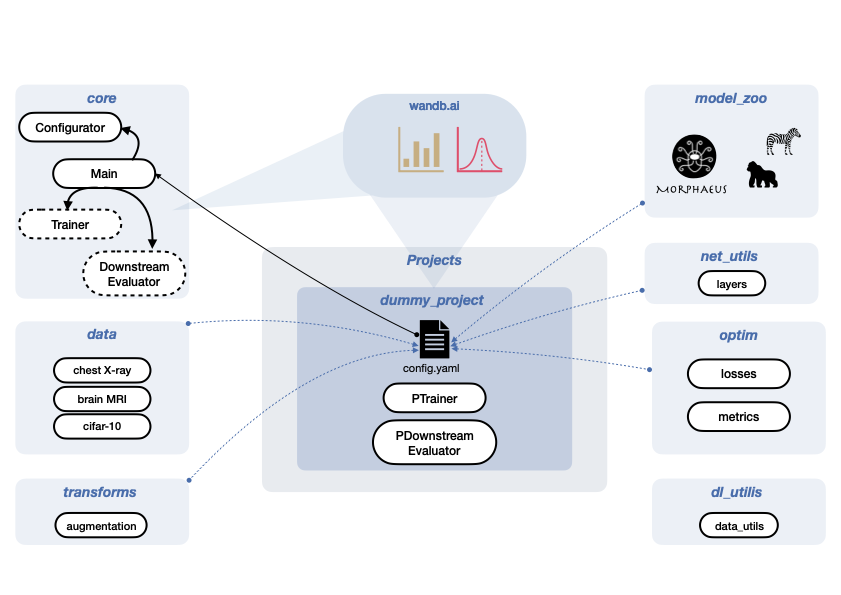 core
Configurator
Main
Trainer
Downstream
Evaluator
wandb.ai
model_zoo
MORPHAEUS
net_utils
layers
Projects
dummy_project
config.yaml
PTrainer
PDownstream
Evaluator
data
chest X-ray
brain MRI
cifar-10
optim
losses
metrics
transforms
augmentation
dl_utilis
data_utils